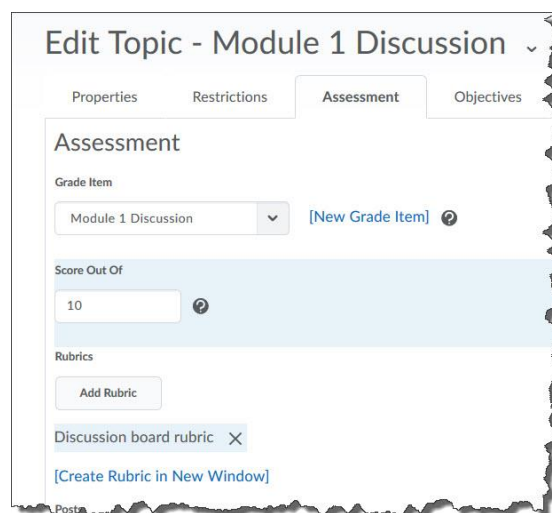 Edit Topic - Module 1 Discussion
Properties Restrictions Assessment Objectives
Assessment
Grade Item
Module 1 Discussion [New Grade Item]
Score Out Of
10
Rubrics
Add Rubric
Discussion board rubric
[Create Rubric in New Window]